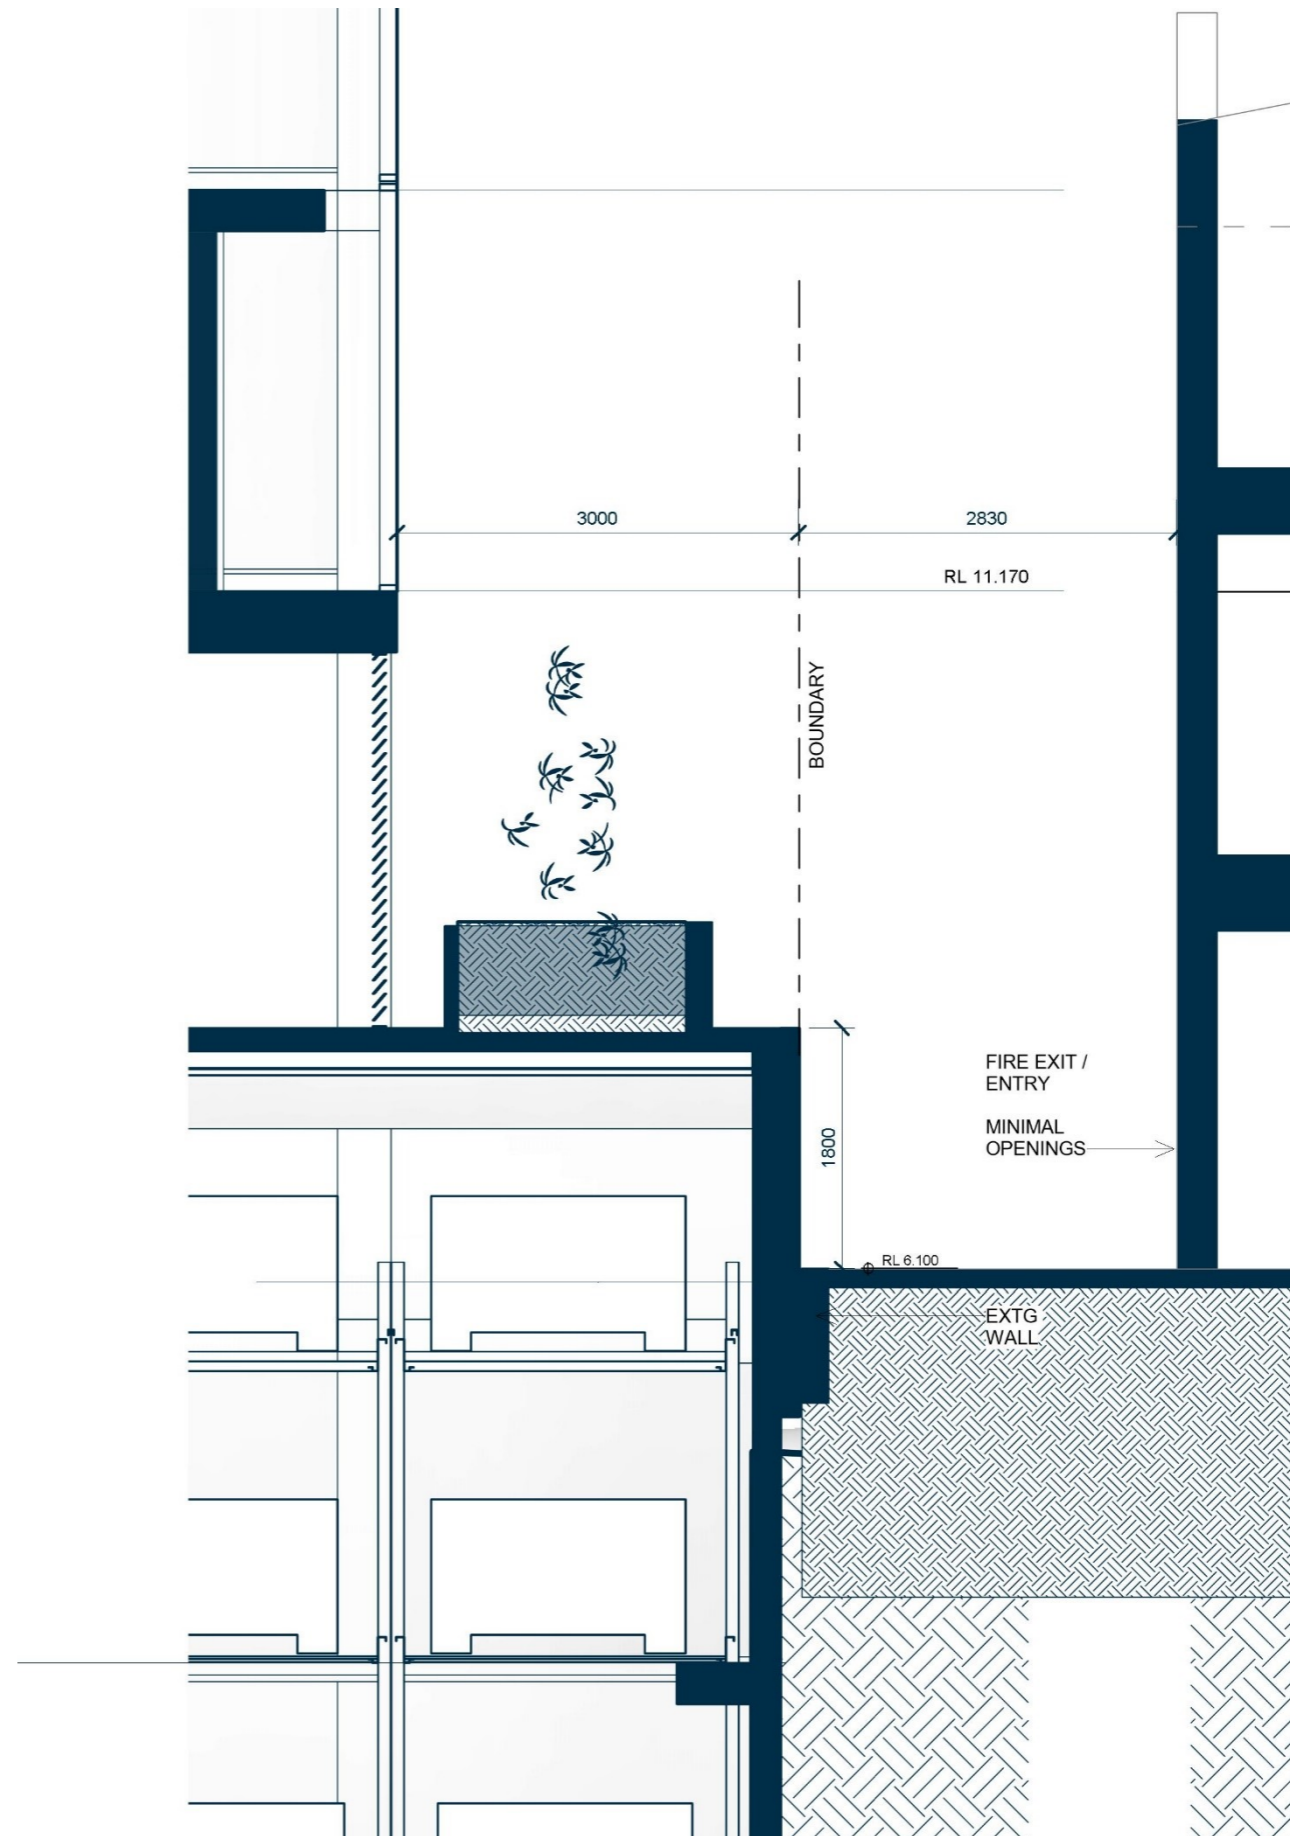 3000
2830
RL 11.170
BOUNDARY
FIRE EXIT /
ENTRY
MINIMAL
OPENINGS
1800
RL 6.100
EXTG
WALL